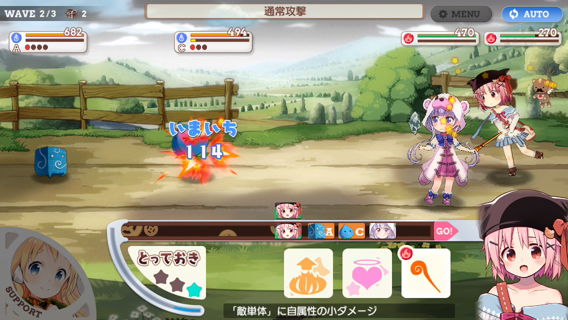 WAVE 2/3 2
通常攻撃
MENU
AUTO
682
A
494
C
470
270
いまいち
114
A
C
GO!
とっておき
SUPPORT
「敵単体」に自属性の小ダメージ